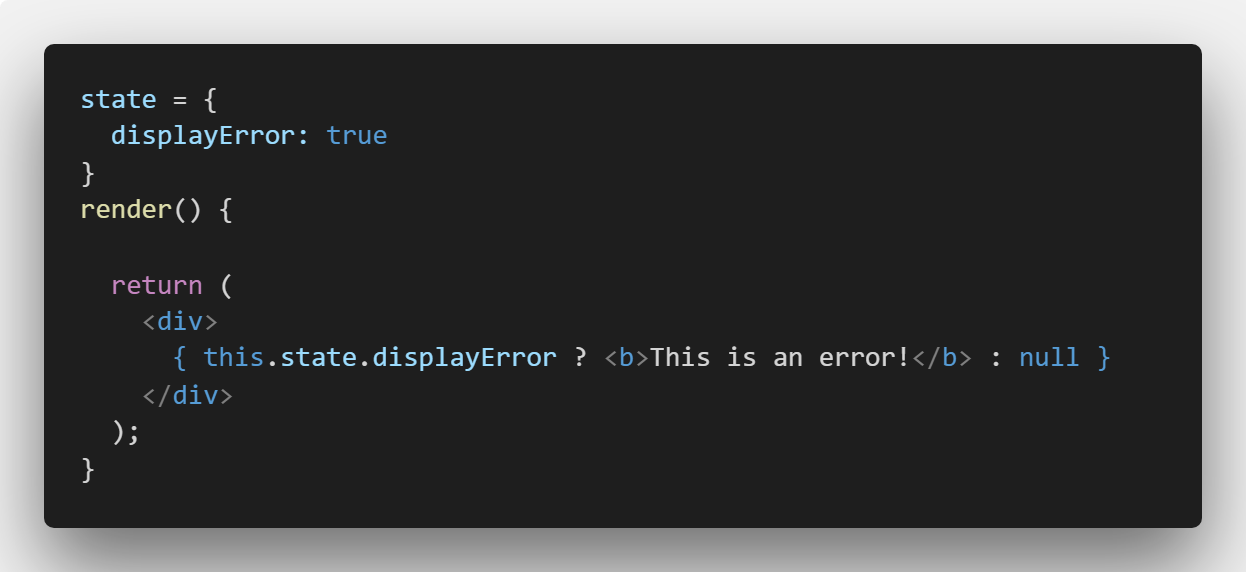 state = {
  displayError: true
}
render() {

  return (
    <div>
      { this.state.displayError ? <b>This is an error!</b> : null }
    </div>
  );
}